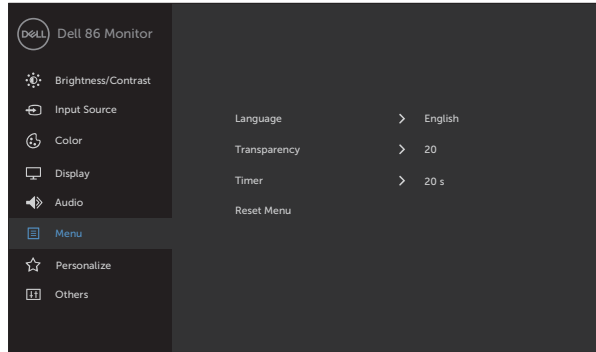 DELL Dell 86 Monitor
Brightness/Contrast
Input Source
Color
Display
Audio
Menu
Personalize
Others
Language > English
Transparency > 20
Timer > 20 s
Reset Menu